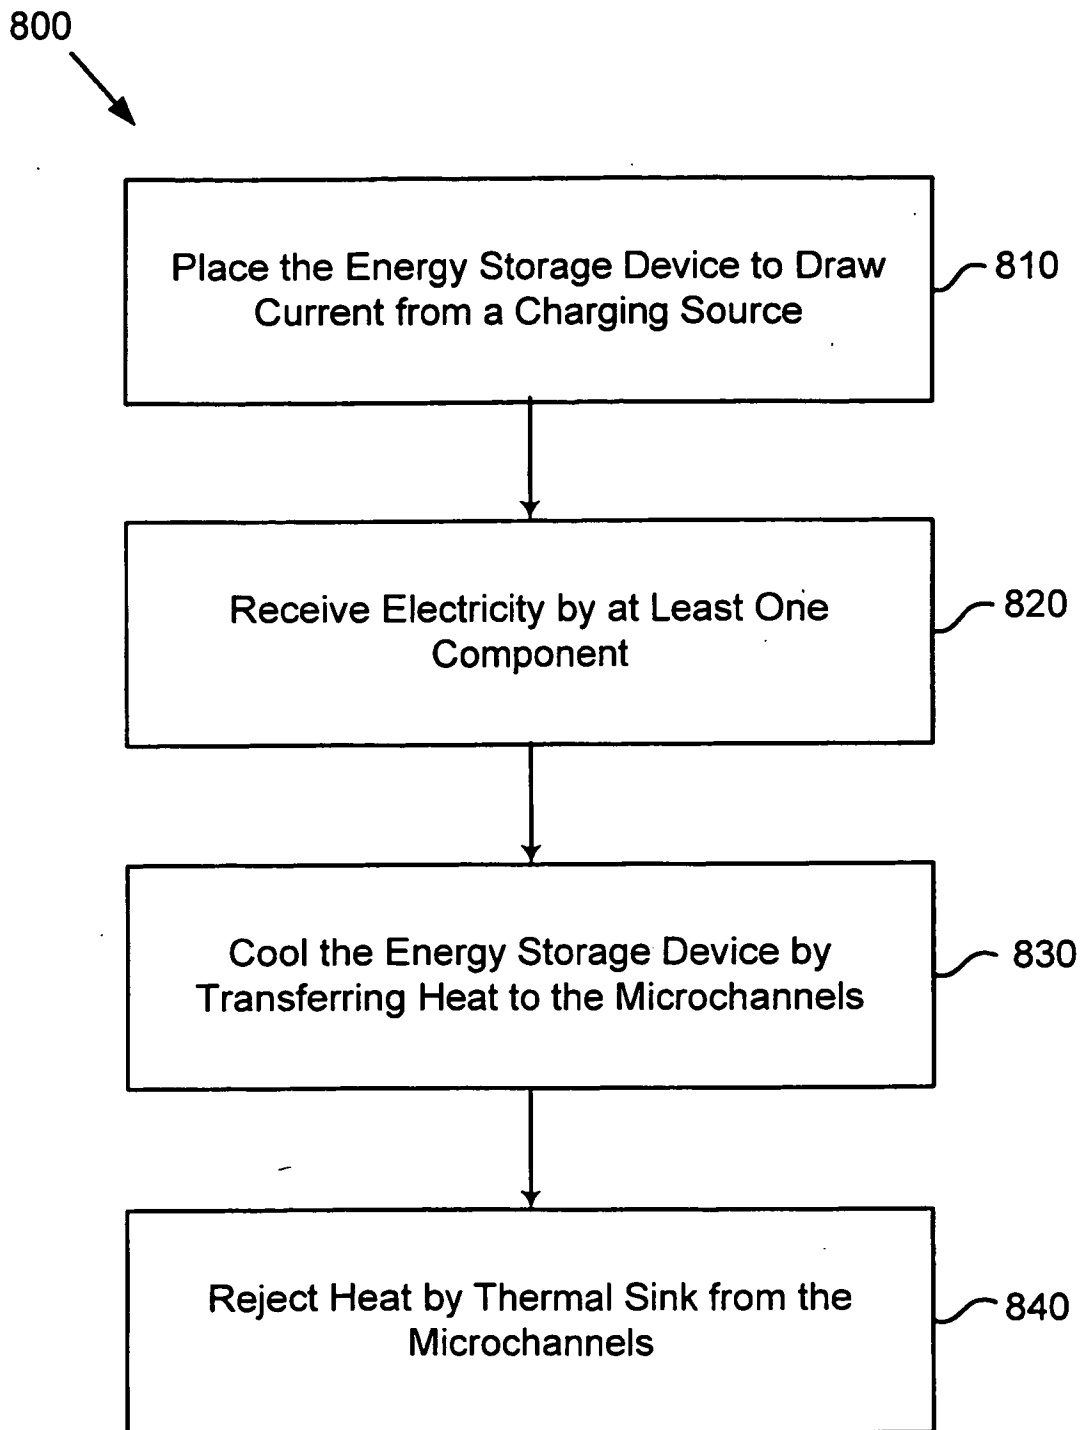 800
Place the Energy Storage Device to Draw
Current from a Charging Source
810
Receive Electricity by at Least One
Component
820
Cool the Energy Storage Device by
Transferring Heat to the Microchannels
830
Reject Heat by Thermal Sink from the
Microchannels
840